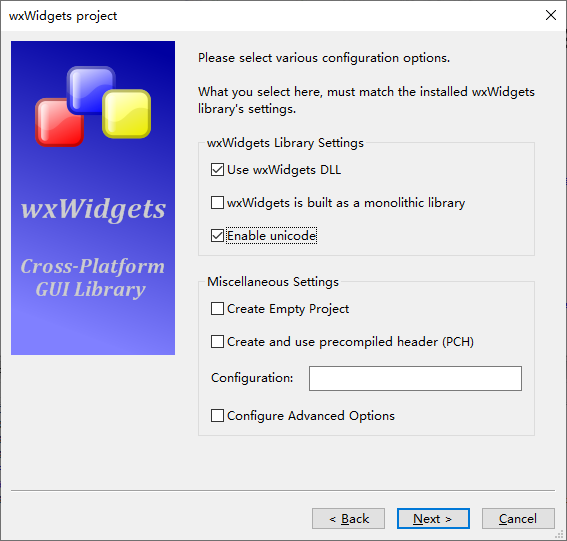 wxWidgets project
Please select various configuration options.
What you select here, must match the installed wxWidgets
library's settings.
wxWidgets Library Settings
Use wxWidgets DLL
wxWidgets is built as a monolithic library
Enable unicode
wxWidgets
Cross-Platform
GUI Library
Miscellaneous Settings
Create Empty Project
Create and use precompiled header (PCH)
Configuration:
Configure Advanced Options
< Back
Next >
Cancel